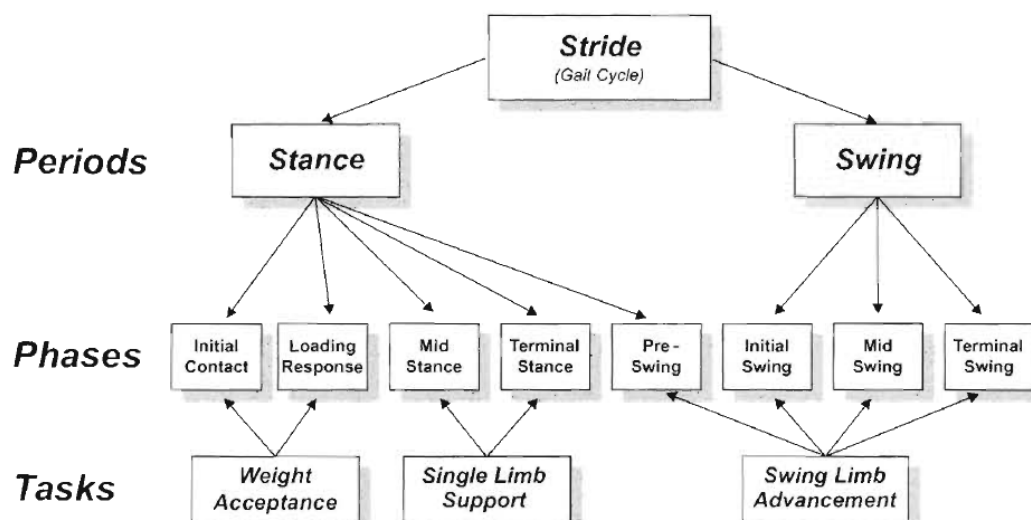 Stride
(Gait Cycle)
Periods
Stance
Swing
Phases
Initial
Contact
Loading
Response
Mid
Stance
Terminal
Stance
Pre-
Swing
Initial
Swing
Mid
Swing
Terminal
Swing
Tasks
Weight
Acceptance
Single Limb
Support
Swing Limb
Advancement